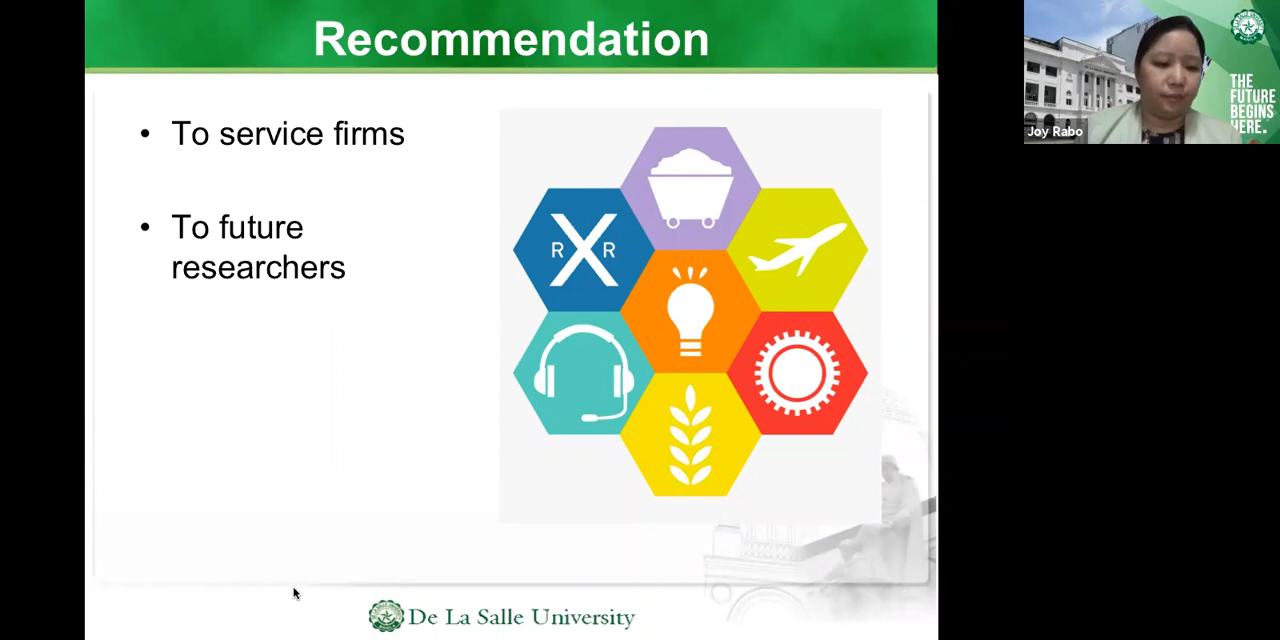 Recommendation
• To service firms
• To future
researchers
R X R
De La Salle University
THE
FUTURE
BEGINS
HERE.
Joy Rabo